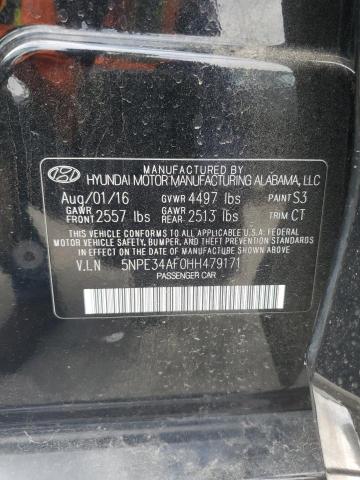 MANUFACTURED BY
HYUNDAI MOTOR MANUFACTURING ALABAMA, LLC
Aug/01/16 GVWR 4497 lbs PAINT S3
GAWR FRONT 2557 lbs GAWR REAR 2513 lbs TRIM CT
THIS VEHICLE CONFORMS TO ALL APPLICABLE U.S. FEDERAL
MOTOR VEHICLE SAFETY, BUMPER, AND THEFT PREVENTION
STANDARDS IN EFFECT ON THE DATE OF MANUFACTURE SHOWN ABOVE.
V.I.N 5NPE34AF0HH479171
PASSENGER CAR